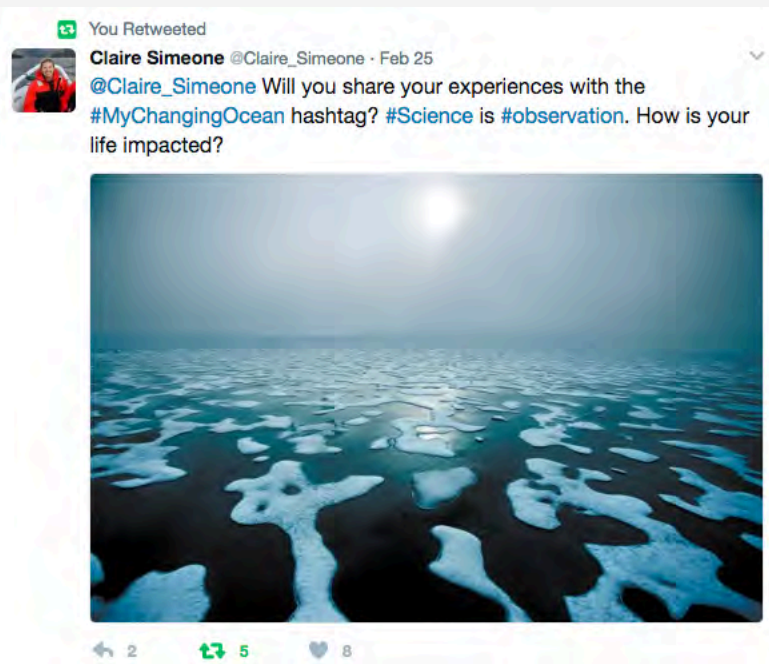 You Retweeted
Claire Simeone @Claire_Simeone · Feb 25
@Claire_Simeone Will you share your experiences with the
#MyChangingOcean hashtag? #Science is #observation. How is your
life impacted?
2 5 8